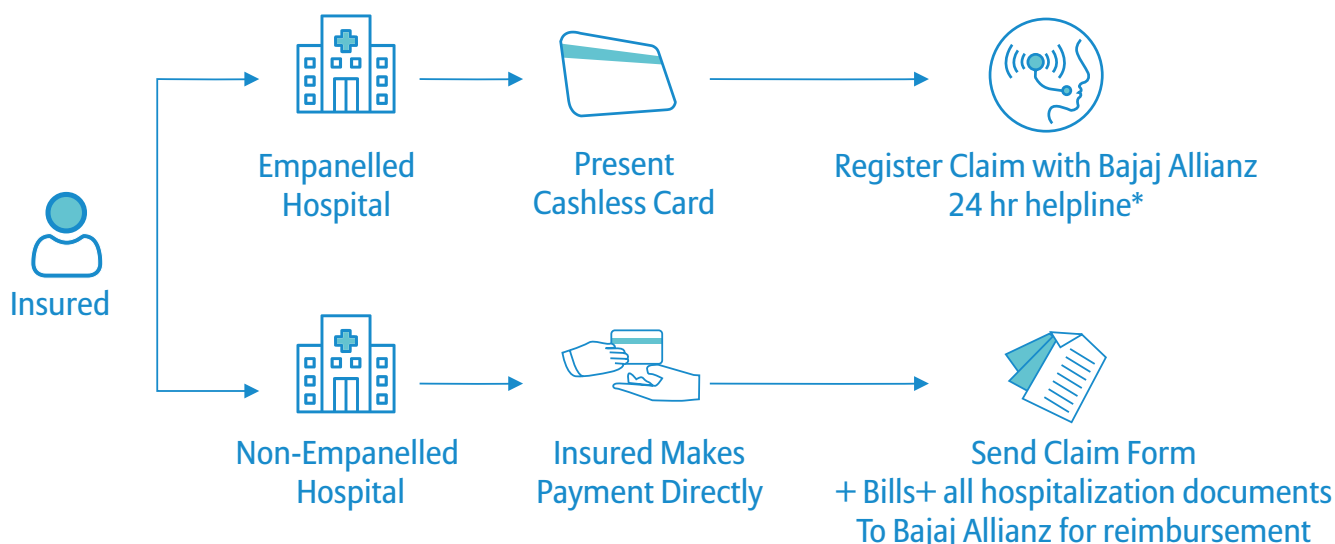 Empanelled
Hospital
Present
Cashless Card
Register Claim with Bajaj Allianz
24 hr helpline*
Insured
Non-Empanelled
Hospital
Insured Makes
Payment Directly
Send Claim Form
+ Bills+ all hospitalization documents
To Bajaj Allianz for reimbursement